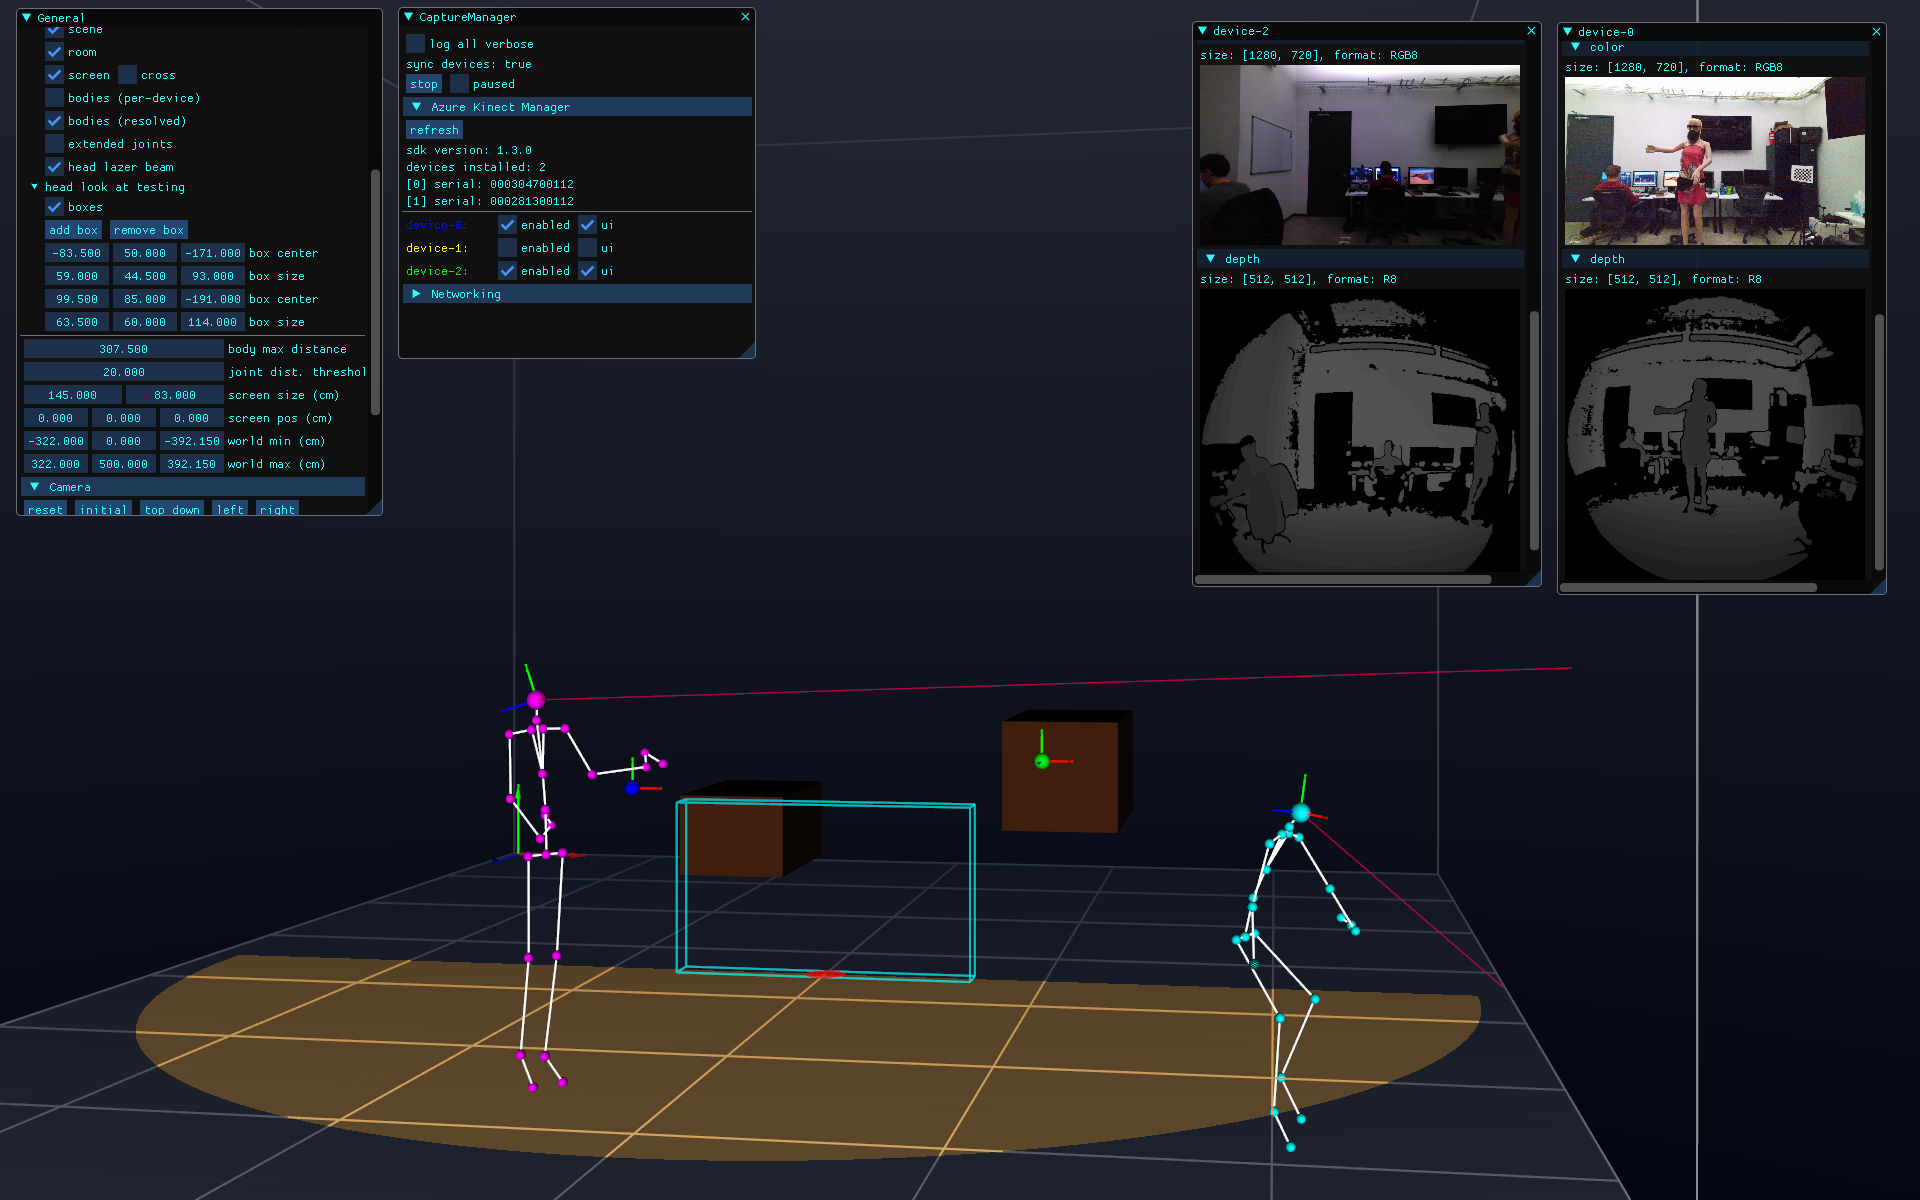 General
scene
room
screen cross
bodies (per-device)
bodies (resolved)
extended joints
head lazer beam
head look at testing
boxes
add box remove box
-83.500 50.000 -171.000 box center
59.000 44.500 93.000 box size
99.500 85.000 -191.000 box center
63.500 60.000 114.000 box size
307.500 body max distance
20.000 joint dist. threshol
145.000 83.000 screen size (cm)
0.000 0.000 0.000 screen pos (cm)
-322.000 0.000 -392.150 world min (cm)
322.000 500.000 392.150 world max (cm)
Camera
reset initial top down left right
CaptureManager
log all verbose
sync devices: true
stop paused
Azure Kinect Manager
refresh
sdk version: 1.3.0
devices installed: 2
[0] serial: 000304700112
[1] serial: 000281300112
device-0: enabled ui
device-1: enabled ui
device-2: enabled ui
Networking
device-2
size: [1280, 720], format: RGB8
depth
size: [512, 512], format: R8
device-0
color
size: [1280, 720], format: RGB8
depth
size: [512, 512], format: R8